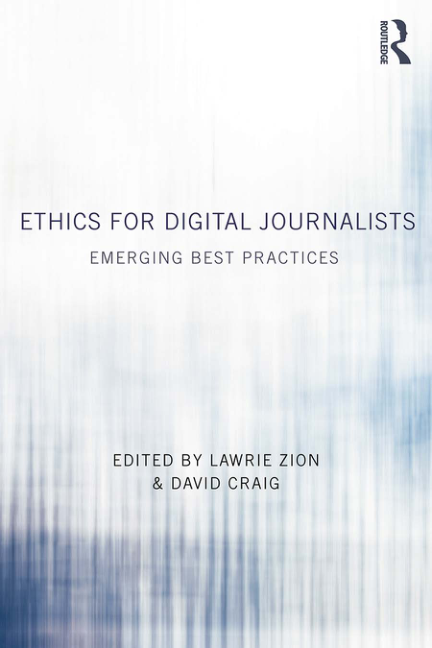 ROUTLEDGE
ETHICS FOR DIGITAL JOURNALISTS
EMERGING BEST PRACTICES
EDITED BY LAWRIE ZION
& DAVID CRAIG